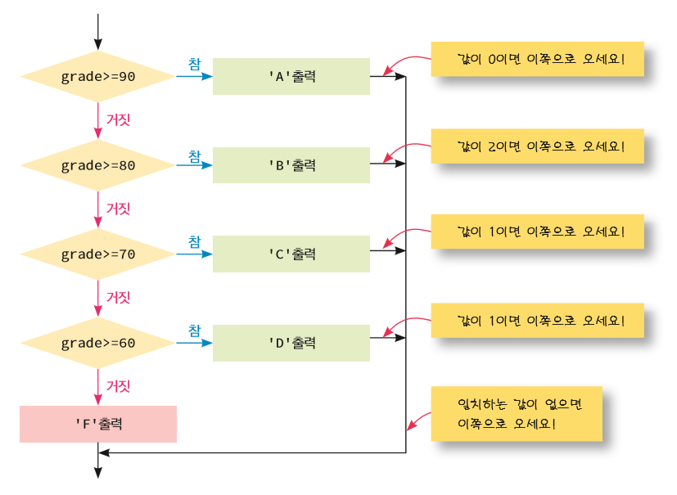 grade>=90
참
'A'출력
값이 0이면 이쪽으로 오세요!
거짓
grade>=80
참
'B'출력
값이 2이면 이쪽으로 오세요!
거짓
grade>=70
참
'C'출력
값이 1이면 이쪽으로 오세요!
거짓
grade>=60
참
'D'출력
값이 1이면 이쪽으로 오세요!
거짓
'F'출력
일치하는 값이 없으면
이쪽으로 오세요!